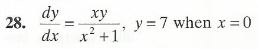 28. dy/dx = xy/(x² + 1), y = 7 when x = 0